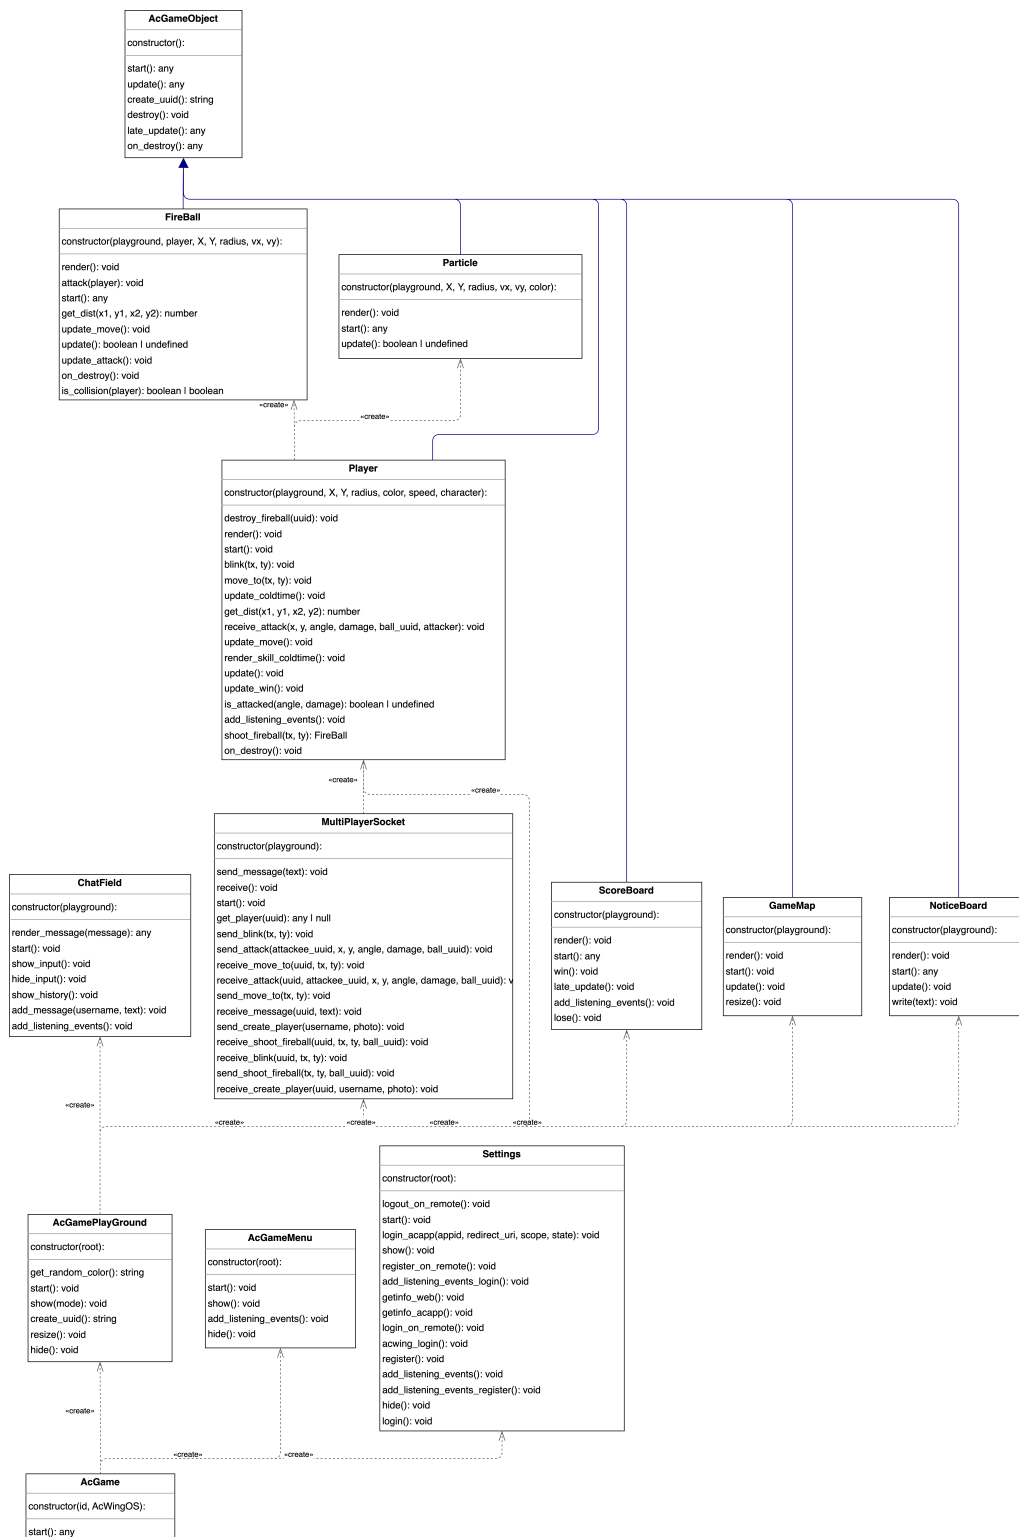 AcGameObject
constructor():
start(): any
update(): any
create_uuid(): string
destroy(): void
late_update(): any
on_destroy(): any
FireBall
constructor(playground, player, X, Y, radius, vx, vy):
render(): void
attack(player): void
start(): any
get_dist(x1, y1, x2, y2): number
update_move(): void
update(): boolean | undefined
update_attack(): void
on_destroy(): void
is_collision(player): boolean | boolean
Particle
constructor(playground, X, Y, radius, vx, vy, color):
render(): void
start(): any
update(): boolean | undefined
«create»
«create»
Player
constructor(playground, X, Y, radius, color, speed, character):
destroy_fireball(uuid): void
render(): void
start(): void
blink(tx, ty): void
move_to(tx, ty): void
update_coldtime(): void
get_dist(x1, y1, x2, y2): number
receive_attack(x, y, angle, damage, ball_uuid, attacker): void
update_move(): void
render_skill_coldtime(): void
update(): void
update_win(): void
is_attacked(angle, damage): boolean | undefined
add_listening_events(): void
shoot_fireball(tx, ty): FireBall
on_destroy(): void
«create»
«create»
MultiPlayerSocket
constructor(playground):
send_message(text): void
receive(): void
start(): void
get_player(uuid): any | null
send_blink(tx, ty): void
send_attack(attackee_uuid, x, y, angle, damage, ball_uuid): void
receive_move_to(uuid, tx, ty): void
receive_attack(uuid, attackee_uuid, x, y, angle, damage, ball_uuid): v
send_move_to(tx, ty): void
receive_message(uuid, text): void
send_create_player(username, photo): void
receive_shoot_fireball(uuid, tx, ty, ball_uuid): void
receive_blink(uuid, tx, ty): void
send_shoot_fireball(tx, ty, ball_uuid): void
receive_create_player(uuid, username, photo): void
ChatField
constructor(playground):
render_message(message): any
start(): void
show_input(): void
hide_input(): void
show_history(): void
add_message(username, text): void
add_listening_events(): void
ScoreBoard
constructor(playground):
render(): void
start(): any
win(): void
late_update(): void
add_listening_events(): void
lose(): void
GameMap
constructor(playground):
render(): void
start(): void
update(): void
resize(): void
NoticeBoard
constructor(playground):
render(): void
start(): any
update(): void
write(text): void
«create»
«create»
«create»
«create»
«create»
Settings
constructor(root):
logout_on_remote(): void
start(): void
login_acapp(appid, redirect_uri, scope, state): void
show(): void
register_on_remote(): void
add_listening_events_login(): void
getinfo_web(): void
getinfo_acapp(): void
login_on_remote(): void
acwing_login(): void
register(): void
add_listening_events(): void
add_listening_events_register(): void
hide(): void
login(): void
AcGamePlayGround
constructor(root):
get_random_color(): string
start(): void
show(mode): void
create_uuid(): string
resize(): void
hide(): void
AcGameMenu
constructor(root):
start(): void
show(): void
add_listening_events(): void
hide(): void
«create»
«create»
«create»
AcGame
constructor(id, AcWingOS):
start(): any